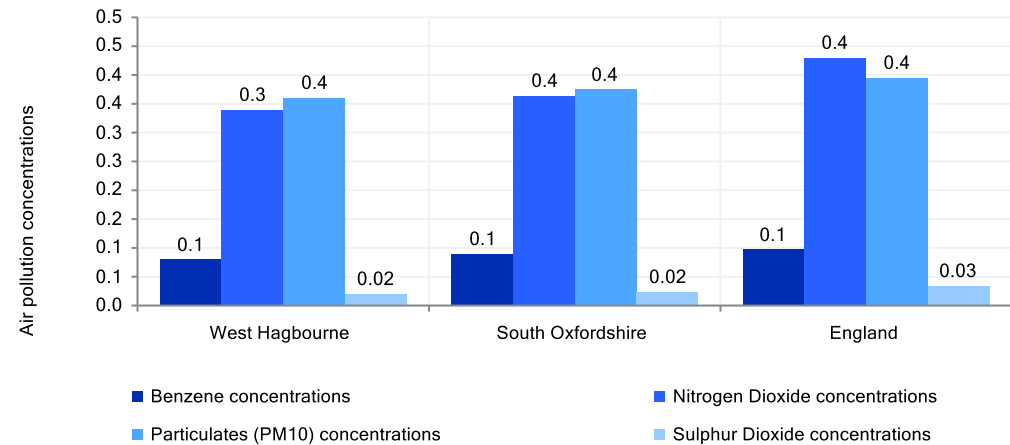 Air pollution concentrations
0.5
0.5
0.4
0.4
0.3
0.3
0.2
0.2
0.1
0.1
0.0
0.1
0.3
0.4
0.02
0.1
0.4
0.4
0.02
0.1
0.4
0.4
0.03
West Hagbourne
South Oxfordshire
England
Benzene concentrations
Nitrogen Dioxide concentrations
Particulates (PM10) concentrations
Sulphur Dioxide concentrations